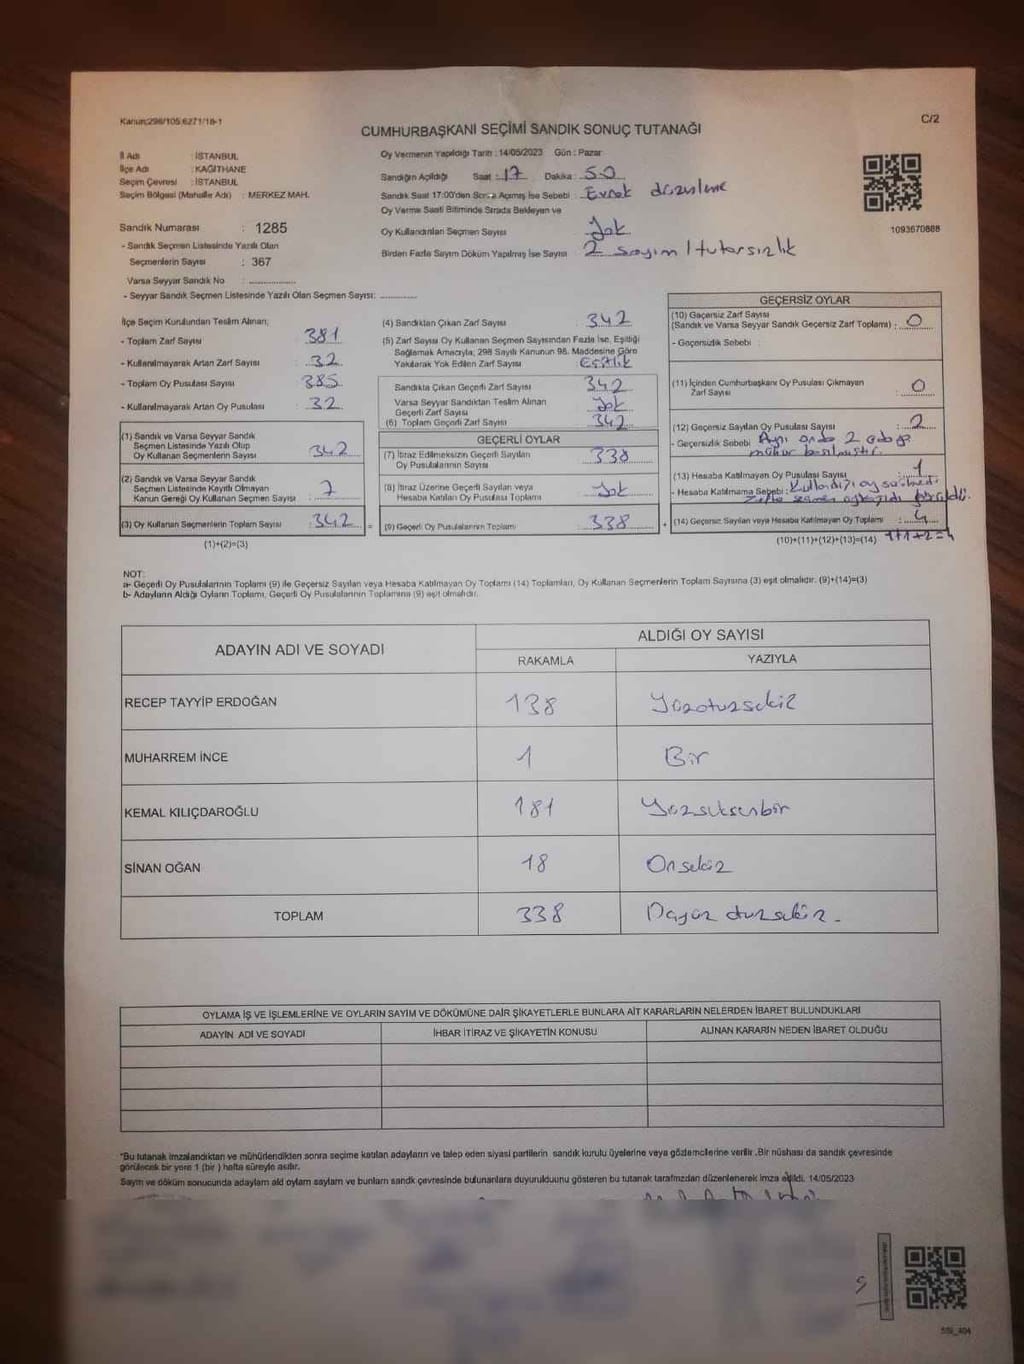 Kanun:298/105.6271/18-1
C/2
CUMHURBAŞKANI SEÇİMİ SANDIK SONUÇ TUTANAĞI
İl Adı : İSTANBUL
İlçe Adı : KAĞITHANE
Seçim Çevresi : İSTANBUL
Seçim Bölgesi (Mahalle Adı) : MERKEZ MAH.
Sandık Numarası : 1285
- Sandık Seçmen Listesinde Yazılı Olan
Seçmenlerin Sayısı : 367
Varsa Seyyar Sandık No : ..............
- Seyyar Sandık Seçmen Listesinde Yazılı Olan Seçmen Sayısı: ............
Oy Vermenin Yapıldığı Tarih : 14/05/2023 Gün : Pazar
Sandığın Açıldığı Saat : 17 Dakika : 50
Sandık Saat 17:00'den Sonra Açılmış İse Sebebi : Evrak düzenleme
Oy Verme Saati Bitiminde Sırada Bekleyen ve
Oy Kullandırılan Seçmen Sayısı : Yok
Birden Fazla Sayım Döküm Yapılmış İse Sayısı : 2 sayım / tutarsızlık
1093670888
İlçe Seçim Kurulundan Teslim Alınan;
- Toplam Zarf Sayısı : 381
- Kullanılmayarak Artan Zarf Sayısı : 32
- Toplam Oy Pusulası Sayısı : 385
- Kullanılmayarak Artan Oy Pusulası : 32
(1) Sandık ve Varsa Seyyar Sandık
Seçmen Listesinde Yazılı Olup
Oy Kullanan Seçmenlerin Sayısı : 342
(2) Sandık ve Varsa Seyyar Sandık
Seçmen Listesinde Kayıtlı Olmayan
Kanun Gereği Oy Kullanan Seçmen Sayısı :
(3) Oy Kullanan Seçmenlerin Toplam Sayısı : 342 =
(1)+(2)=(3)
(4) Sandıktan Çıkan Zarf Sayısı : 342
(5) Zarf Sayısı Oy Kullanan Seçmen Sayısından Fazla İse, Eşitliği
Sağlamak Amacıyla; 298 Sayılı Kanunun 98. Maddesine Göre
Yakılarak Yok Edilen Zarf Sayısı : Eşitlik
Sandıkta Çıkan Geçerli Zarf Sayısı : 342
Varsa Seyyar Sandıktan Teslim Alınan
Geçerli Zarf Sayısı : Yok
(6) Toplam Geçerli Zarf Sayısı : 342
GEÇERLİ OYLAR
(7) İtiraz Edilmeksizin Geçerli Sayılan
Oy Pusulalarının Sayısı : 338
(8) İtiraz Üzerine Geçerli Sayılan veya
Hesaba Katılan Oy Pusulası Toplamı : Yok
(9) Geçerli Oy Pusulalarının Toplamı : 338 +
GEÇERSİZ OYLAR
(10) Geçersiz Zarf Sayısı
(Sandık ve Varsa Seyyar Sandık Geçersiz Zarf Toplamı) : 0
- Geçersizlik Sebebi :
(11) İçinden Cumhurbaşkanı Oy Pusulası Çıkmayan
Zarf Sayısı : 0
(12) Geçersiz Sayılan Oy Pusulası Sayısı : 2
- Geçersizlik Sebebi : Aynı anda 2 adaya
mühür basılmıştır.
(13) Hesaba Katılmayan Oy Pusulası Sayısı : 1
- Hesaba Katılmama Sebebi : Kullandığı oy
seçmen
(14) Geçersiz Sayılan veya Hesaba Katılmayan Oy Toplamı : 4
(10)+(11)+(12)+(13)=(14) 1+1+2=4
NOT:
a- Geçerli Oy Pusulalarının Toplamı (9) ile Geçersiz Sayılan veya Hesaba Katılmayan Oy Toplamı (14) Toplamları, Oy Kullanan Seçmenlerin Toplam Sayısına (3) eşit olmalıdır. (9)+(14)=(3)
b- Adayların Aldığı Oyların Toplamı, Geçerli Oy Pusulalarının Toplamına (9) eşit olmalıdır.
ADAYIN ADI VE SOYADI
ALDIĞI OY SAYISI
RAKAMLA
YAZIYLA
RECEP TAYYİP ERDOĞAN 138 Yüzotuzsekiz
MUHARREM İNCE 1 Bir
KEMAL KILIÇDAROĞLU 181 Yüzseksenbir
SİNAN OĞAN 18 Onsekiz
TOPLAM 338
OYLAMA İŞ VE İŞLEMLERİNE VE OYLARIN SAYIM VE DÖKÜMÜNE DAİR ŞİKAYETLERLE BUNLARA AİT KARARLARIN NELERDEN İBARET BULUNDUKLARI
ADAYIN ADI VE SOYADI
İHBAR İTİRAZ VE ŞİKAYETİN KONUSU
ALINAN KARARIN NEDEN İBARET OLDUĞU
*Bu tutanak imzalandıktan ve mühürlendikten sonra seçime katılan adayların ve talep eden siyasi partilerin sandık kurulu üyelerine veya gözlemcilerine verilir .Bir nüshası da sandık çevresinde
görülecek bir yere 1 (bir ) hafta süreyle asılır.
Sayım ve döküm sonucunda adayların aldığı oyların sayıları ve bunların sandık çevresinde bulunanlara duyurulduğunu gösteren bu tutanak tarafımızdan düzenlenerek imza edildi. 14/05/2023